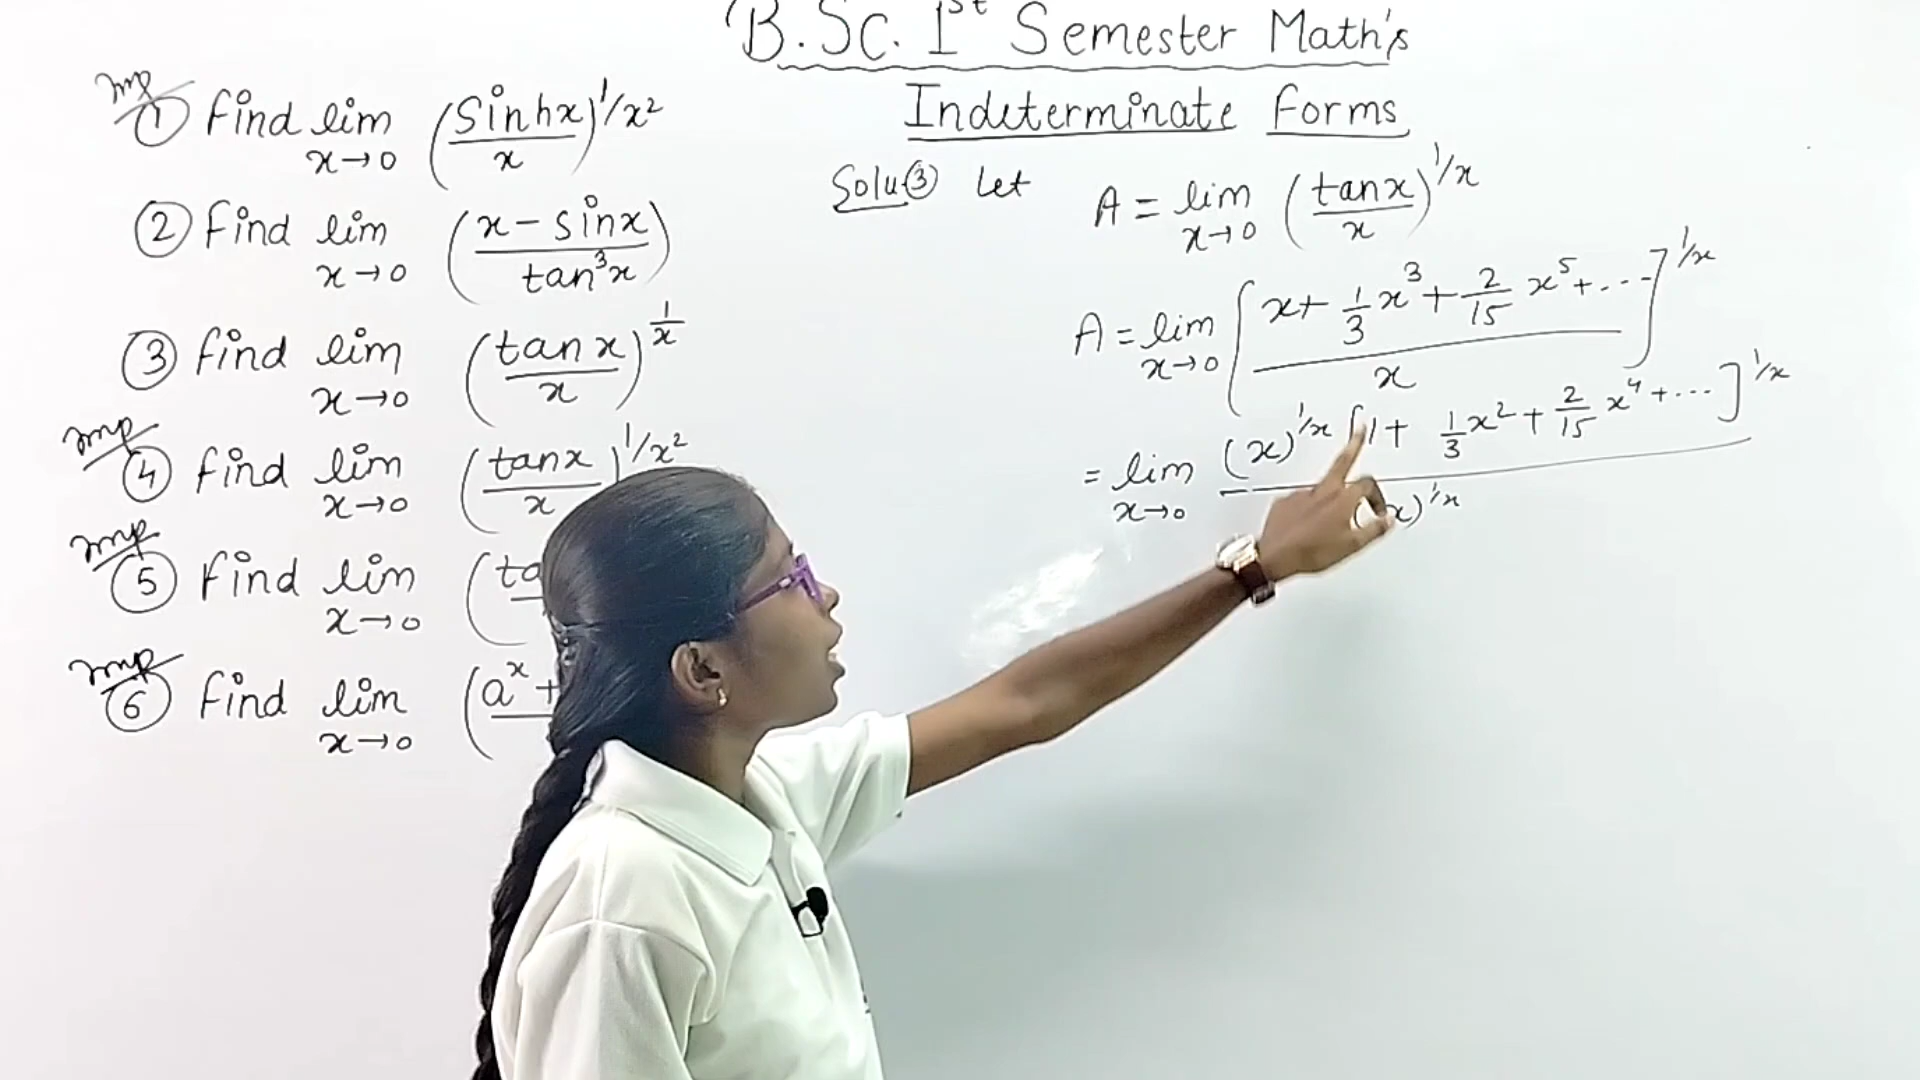 B.Sc. 1st Semester Math's
Indeterminate Forms
Imp
① Find lim x→0 (sinhx/x)^1/x²
② Find lim x→0 (x - sinx/tan³x)
③ Find lim x→0 (tanx/x)^1/x
Imp
④ Find lim x→0 (tanx/x)^1/x²
Imp
⑤ Find lim x→0 (
Imp
⑥ Find lim x→0 (a^x +
Solu③ Let A = lim x→0 (tanx/x)^1/x
A = lim x→0 [x + 1/3 x³ + 2/15 x⁵ + .../x]^1/x
= lim x→0 (x)^1/x [1 + 1/3 x² + 2/15 x⁴ + ...]^1/x / (x)^1/x